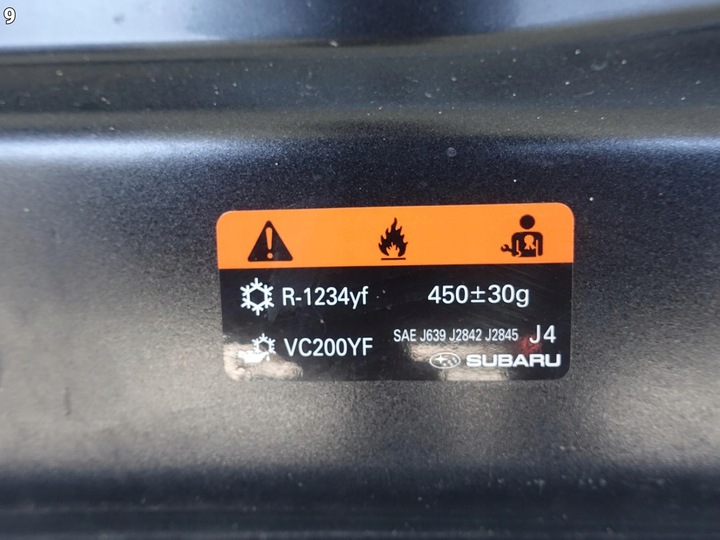 9
R-1234yf 450±30g
VC200YF SAE J639 J2842 J2845 J4
SUBARU